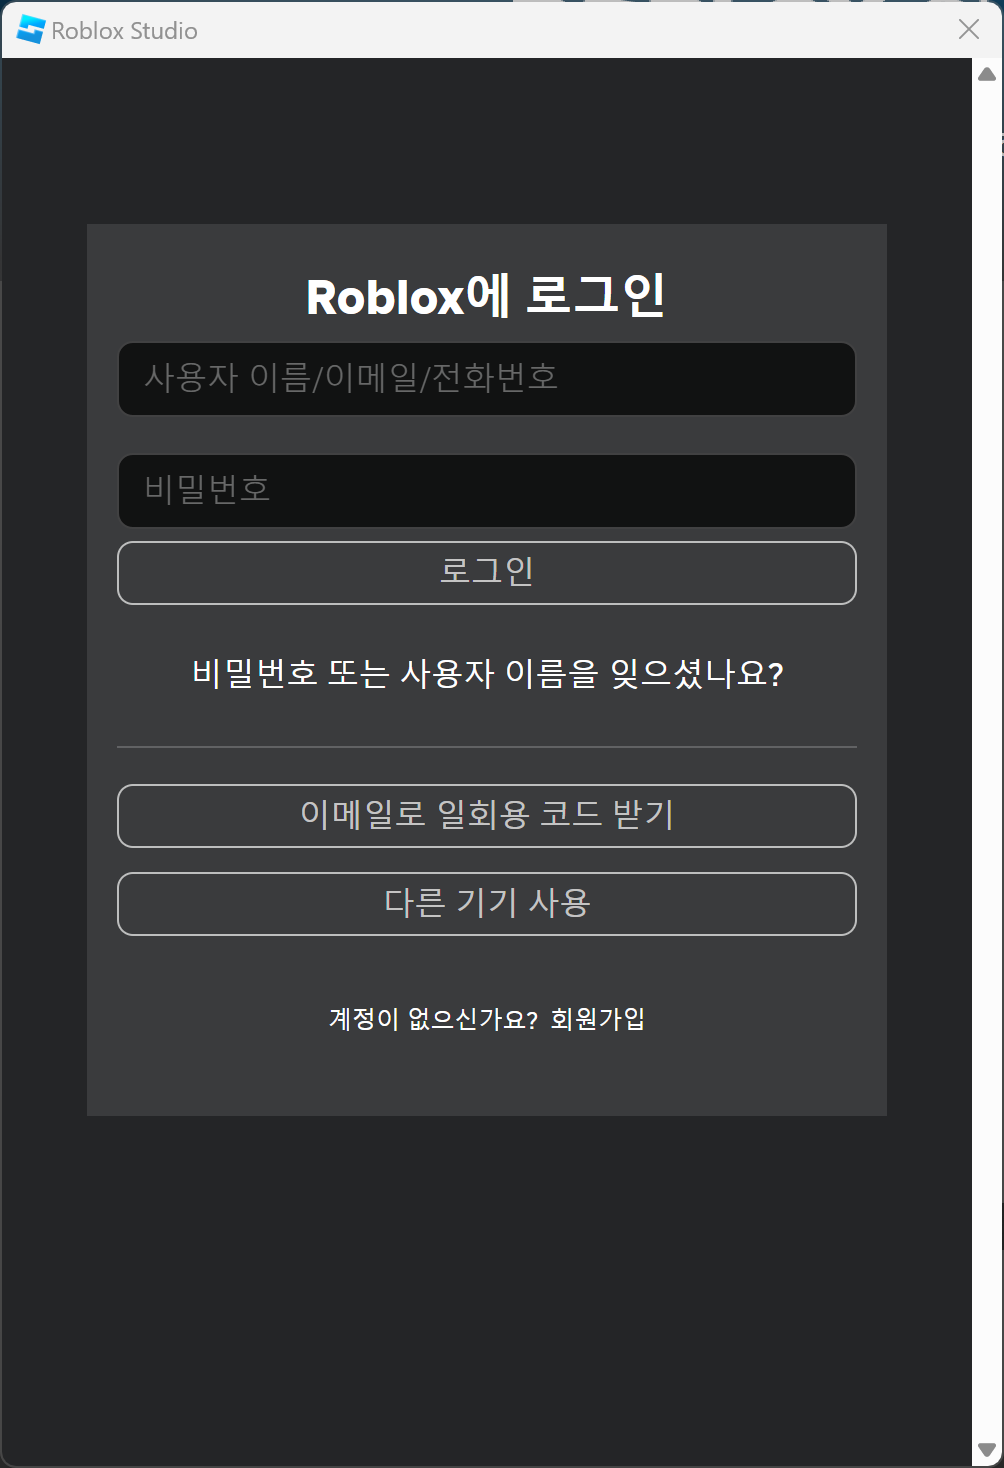 Roblox Studio
Roblox에 로그인
사용자 이름/이메일/전화번호
비밀번호
로그인
비밀번호 또는 사용자 이름을 잊으셨나요?
이메일로 일회용 코드 받기
다른 기기 사용
계정이 없으신가요? 회원가입